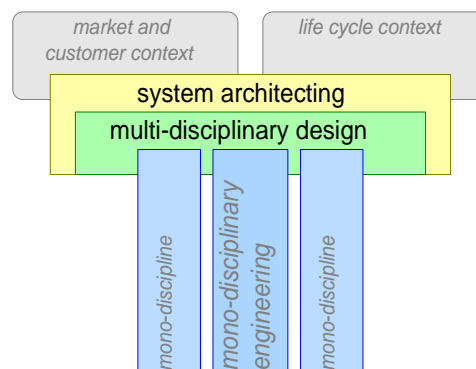 market and
customer context
life cycle context
system architecting
multi-disciplinary design
mono-discipline
mono-disciplinary
engineering
mono-discipline